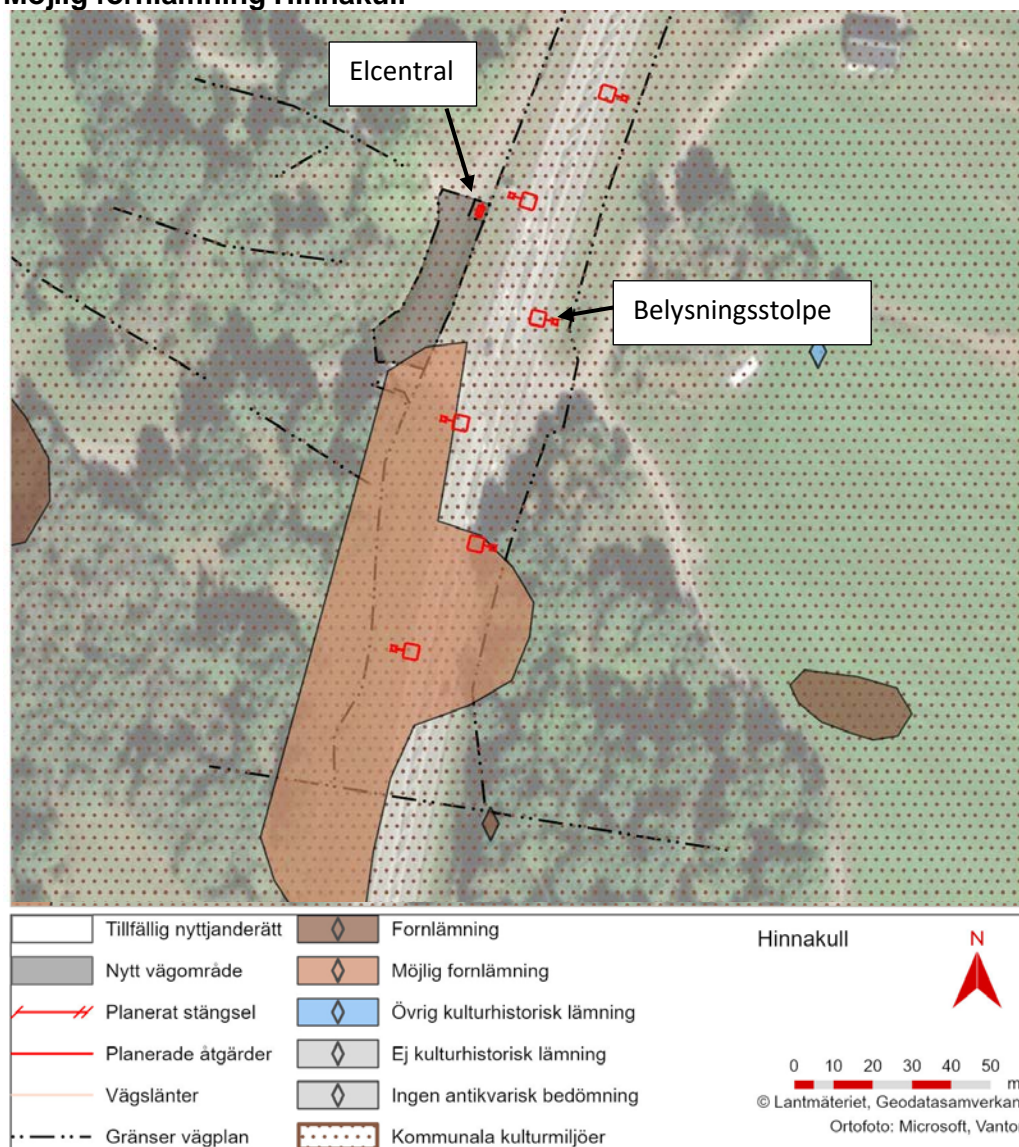 Möjlig fornlämning Hinnakull
Elcentral
Belysningsstolpe
Tillfällig nyttjanderätt
Nytt vägområde
Planerat stängsel
Planerade åtgärder
Vägslänter
Gränser vägplan
Fornlämning
Möjlig fornlämning
Övrig kulturhistorisk lämning
Ej kulturhistorisk lämning
Ingen antikvarisk bedömning
Kommunala kulturmiljöer
Hinnakull
N
0 10 20 30 40 50
m
© Lantmäteriet, Geodatasamverkan
Ortofoto: Microsoft, Vantor